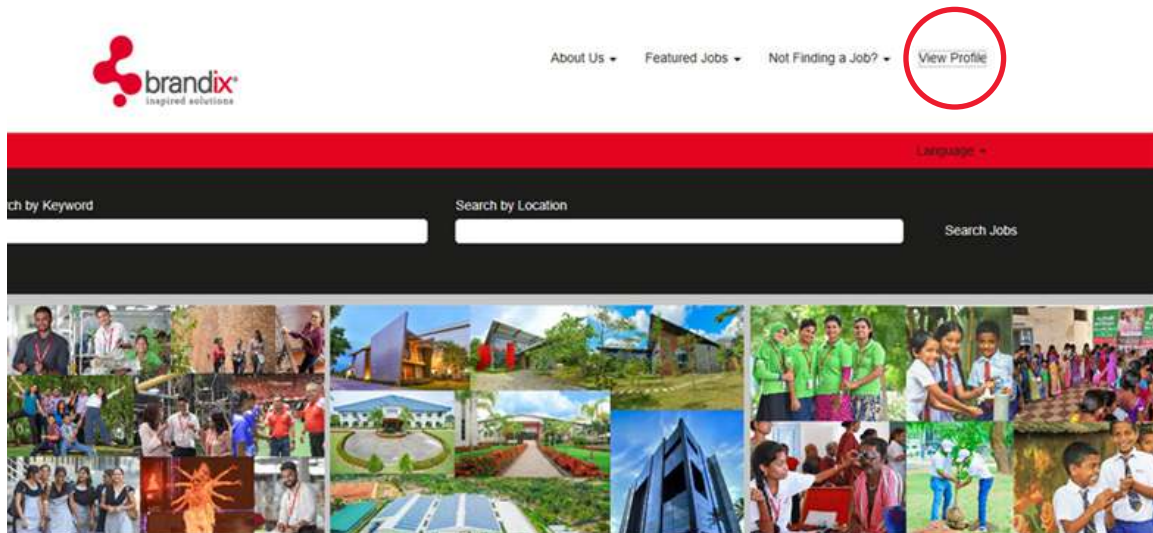 About Us
Featured Jobs
Not Finding a Job?
View Profile
brandix
inspired solutions
Language
ch by Keyword
Search by Location
Search Jobs